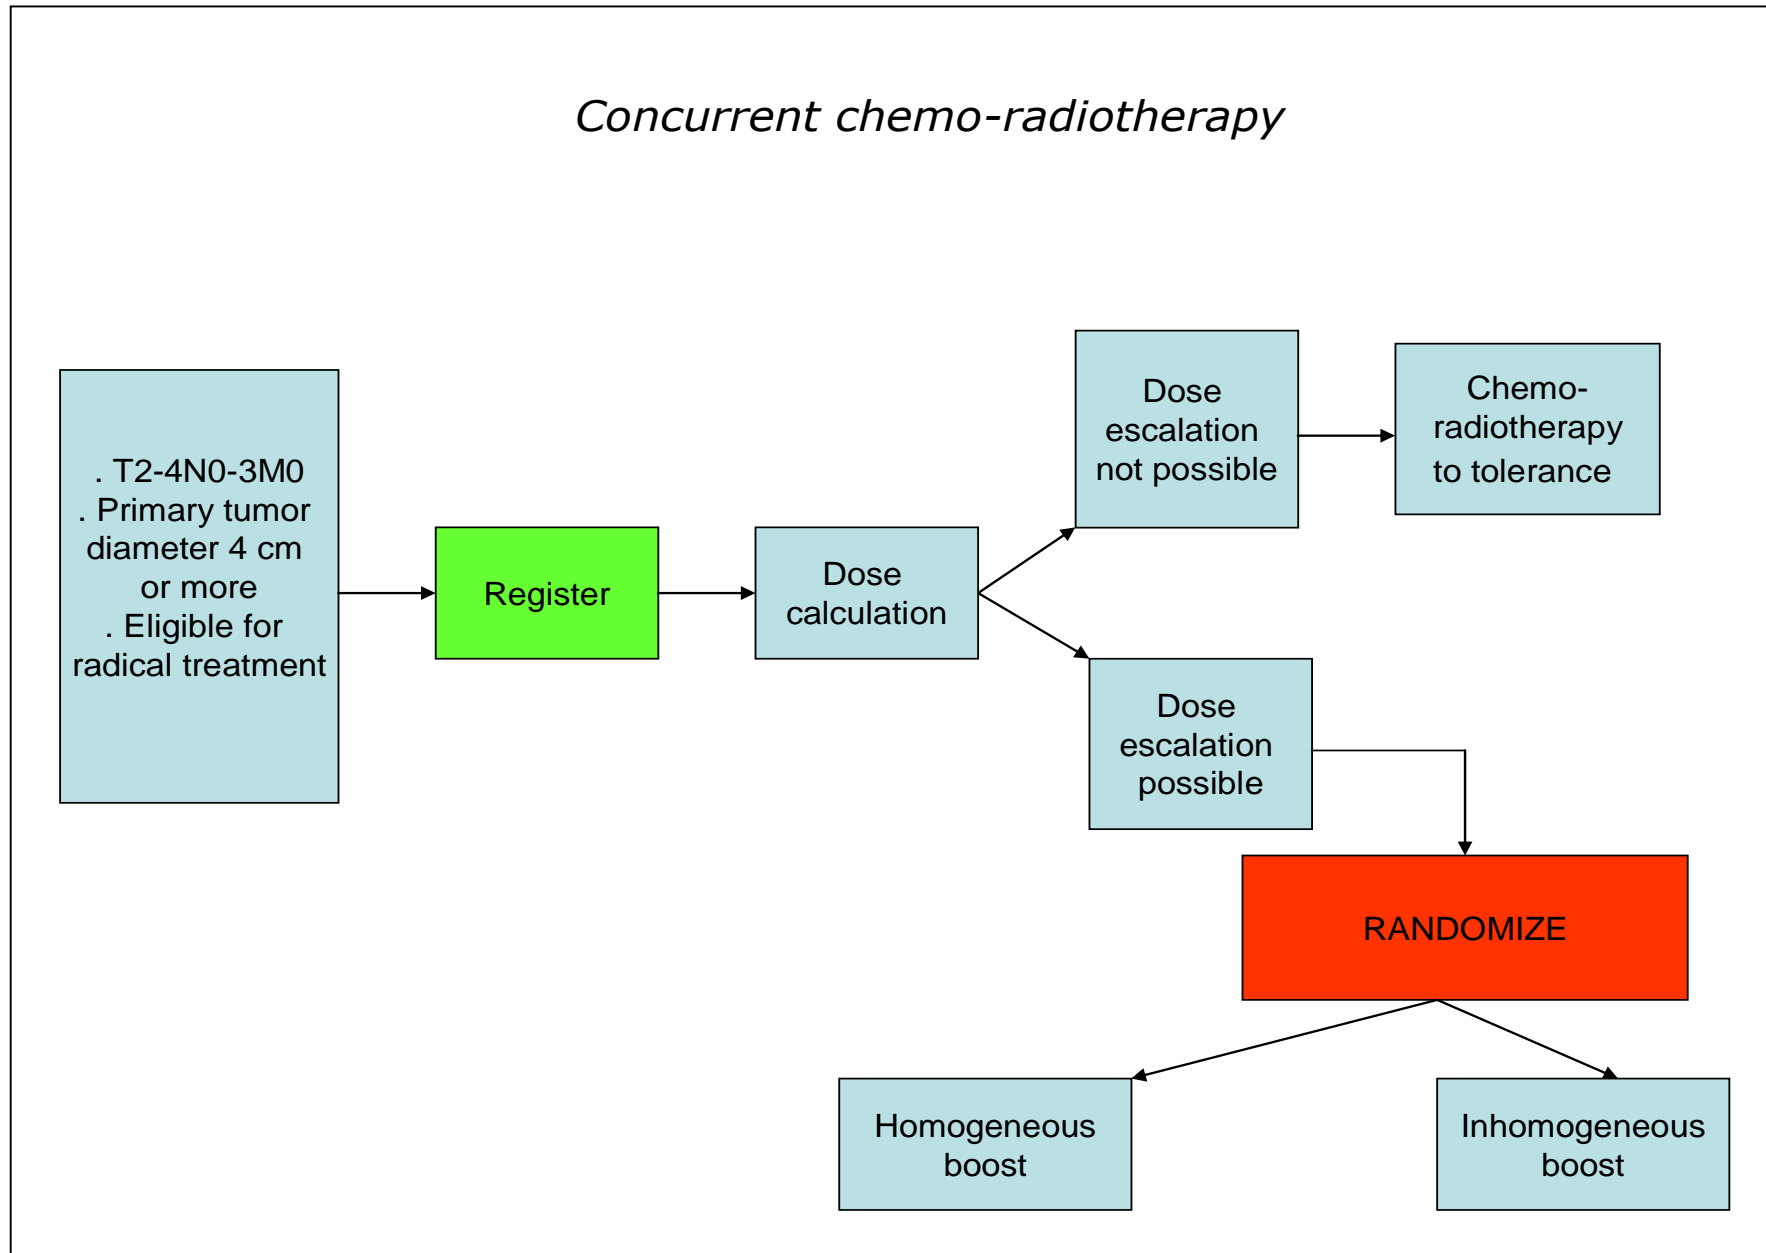 Concurrent chemo-radiotherapy
. T2-4N0-3M0
. Primary tumor
diameter 4 cm
or more
. Eligible for
radical treatment
Register
Dose
calculation
Dose
escalation
not possible
Chemo-
radiotherapy
to tolerance
Dose
escalation
possible
RANDOMIZE
Homogeneous
boost
Inhomogeneous
boost